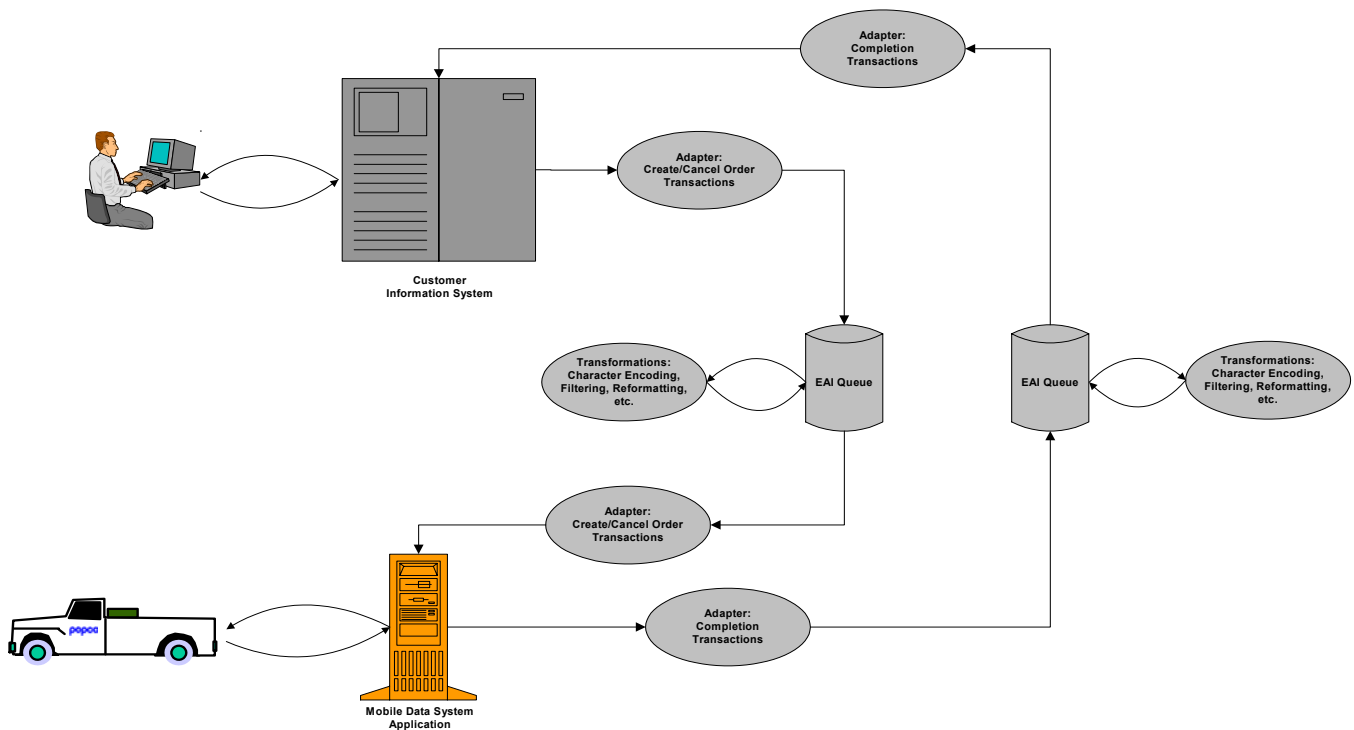 Adapter:
Completion
Transactions
Adapter:
Create/Cancel Order
Transactions
Customer
Information System
Transformations:
Character Encoding,
Filtering, Reformatting,
etc.
EAI Queue
EAI Queue
Transformations:
Character Encoding,
Filtering, Reformatting,
etc.
Adapter:
Create/Cancel Order
Transactions
Adapter:
Completion
Transactions
Mobile Data System
Application